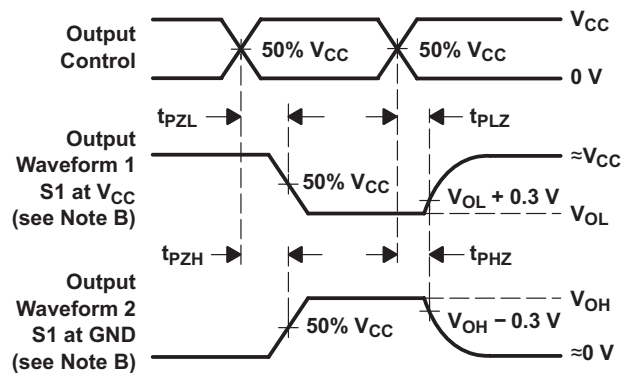 Output
Control
50% VCC
50% VCC
VCC
0 V
tPZL
tPLZ
Output
Waveform 1
S1 at VCC
(see Note B)
50% VCC
≈VCC
VOL + 0.3 V
VOL
tPZH
tPHZ
Output
Waveform 2
S1 at GND
(see Note B)
50% VCC
VOH
VOH − 0.3 V
≈0 V